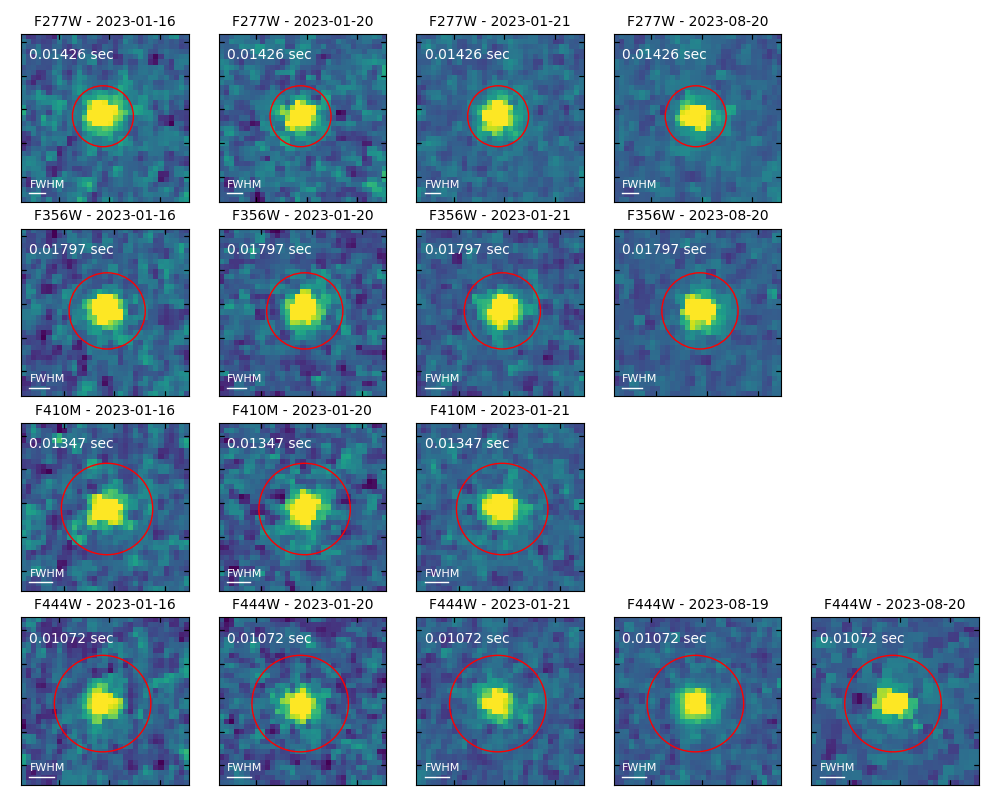 F277W - 2023-01-16
F277W - 2023-01-20
F277W - 2023-01-21
F277W - 2023-08-20
0.01426 sec
0.01426 sec
0.01426 sec
0.01426 sec
FWHM
FWHM
FWHM
FWHM
F356W - 2023-01-16
F356W - 2023-01-20
F356W - 2023-01-21
F356W - 2023-08-20
0.01797 sec
0.01797 sec
0.01797 sec
0.01797 sec
FWHM
FWHM
FWHM
FWHM
F410M - 2023-01-16
F410M - 2023-01-20
F410M - 2023-01-21
0.01347 sec
0.01347 sec
0.01347 sec
FWHM
FWHM
FWHM
F444W - 2023-01-16
F444W - 2023-01-20
F444W - 2023-01-21
F444W - 2023-08-19
F444W - 2023-08-20
0.01072 sec
0.01072 sec
0.01072 sec
0.01072 sec
0.01072 sec
FWHM
FWHM
FWHM
FWHM
FWHM